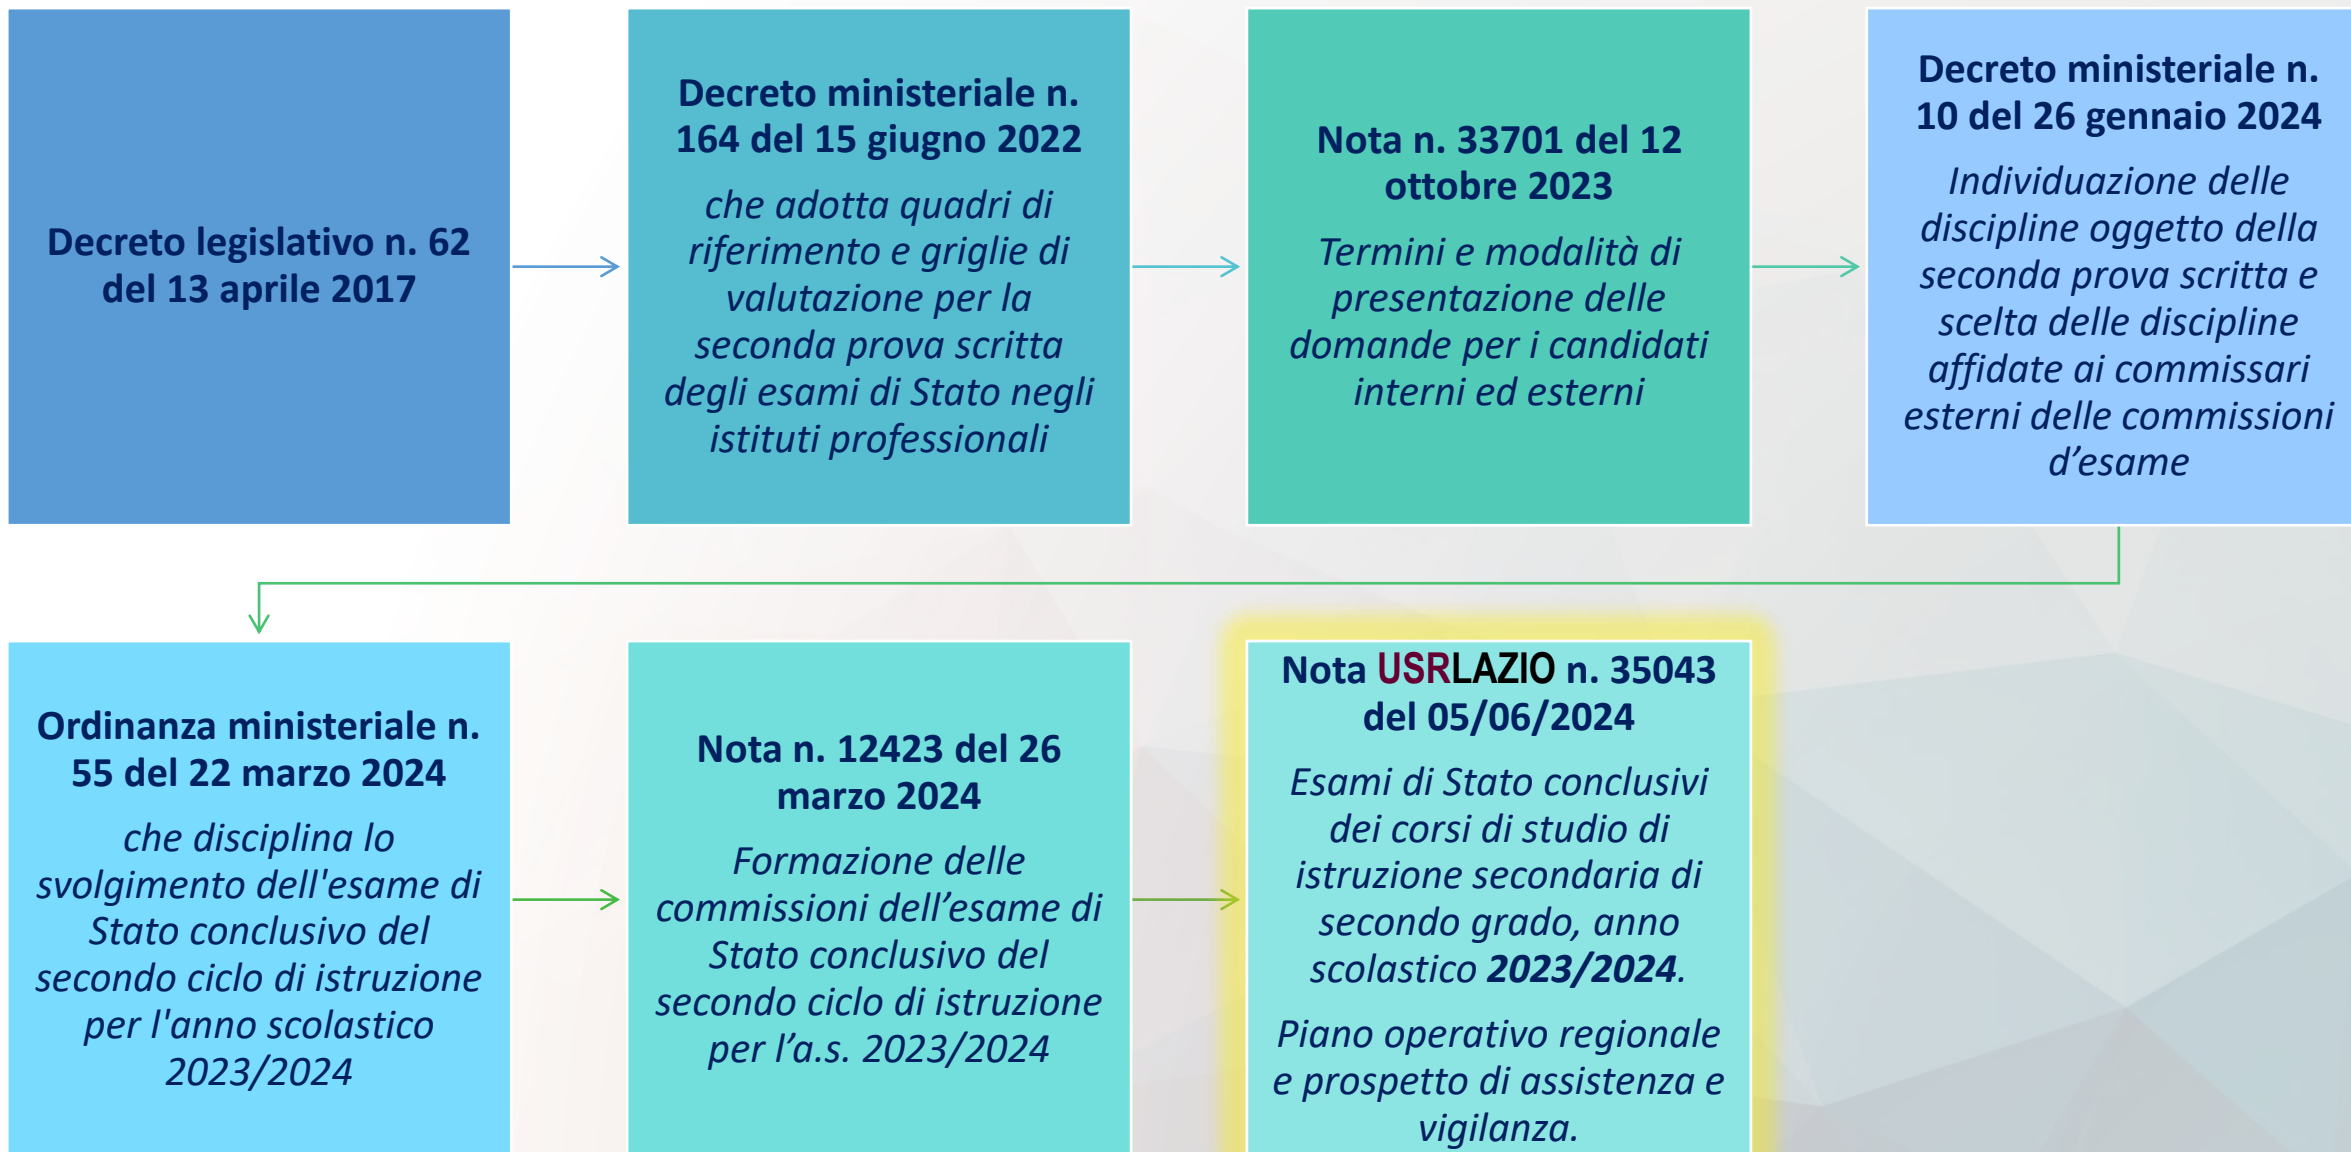 Decreto legislativo n. 62
del 13 aprile 2017
Decreto ministeriale n.
164 del 15 giugno 2022
che adotta quadri di
riferimento e griglie di
valutazione per la
seconda prova scritta
degli esami di Stato negli
istituti professionali
Nota n. 33701 del 12
ottobre 2023
Termini e modalità di
presentazione delle
domande per i candidati
interni ed esterni
Decreto ministeriale n.
10 del 26 gennaio 2024
Individuazione delle
discipline oggetto della
seconda prova scritta e
scelta delle discipline
affidate ai commissari
esterni delle commissioni
d’esame
Ordinanza ministeriale n.
55 del 22 marzo 2024
che disciplina lo
svolgimento dell'esame di
Stato conclusivo del
secondo ciclo di istruzione
per l'anno scolastico
2023/2024
Nota n. 12423 del 26
marzo 2024
Formazione delle
commissioni dell’esame di
Stato conclusivo del
secondo ciclo di istruzione
per l’a.s. 2023/2024
Nota USRLAZIO n. 35043
del 05/06/2024
Esami di Stato conclusivi
dei corsi di studio di
istruzione secondaria di
secondo grado, anno
scolastico 2023/2024.
Piano operativo regionale
e prospetto di assistenza e
vigilanza.